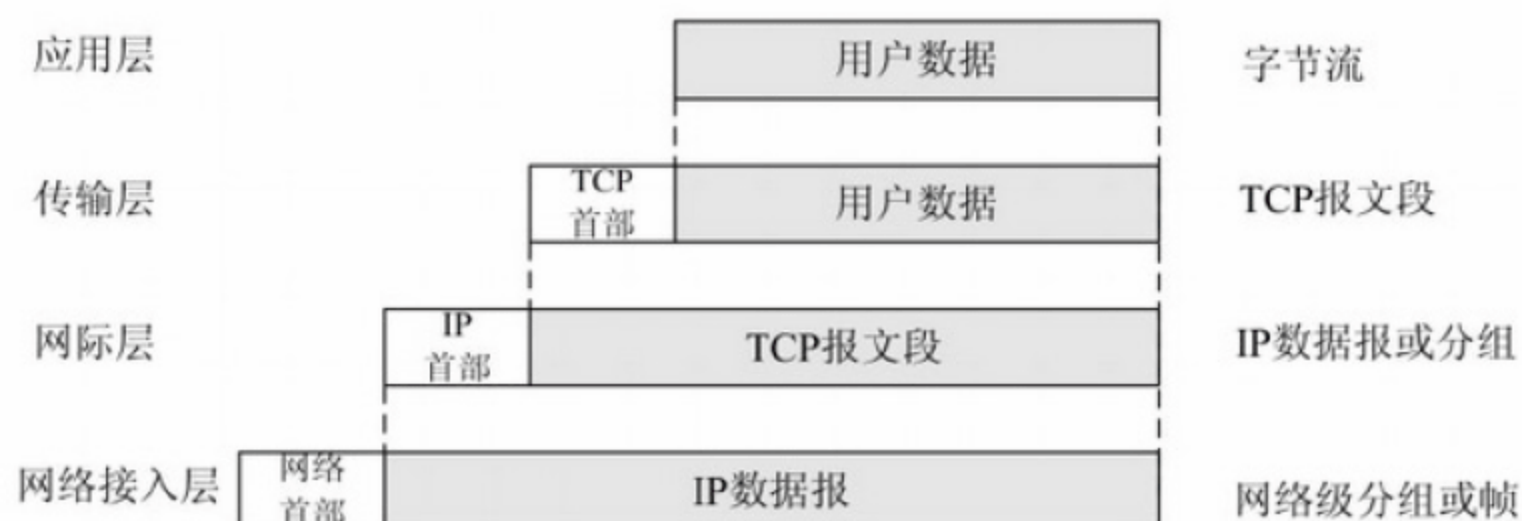 应用层 用户数据 字节流
传输层 TCP 首部 用户数据 TCP报文段
网际层 IP 首部 TCP报文段 IP数据报或分组
网络接入层 网络 首部 IP数据报 网络级分组或帧